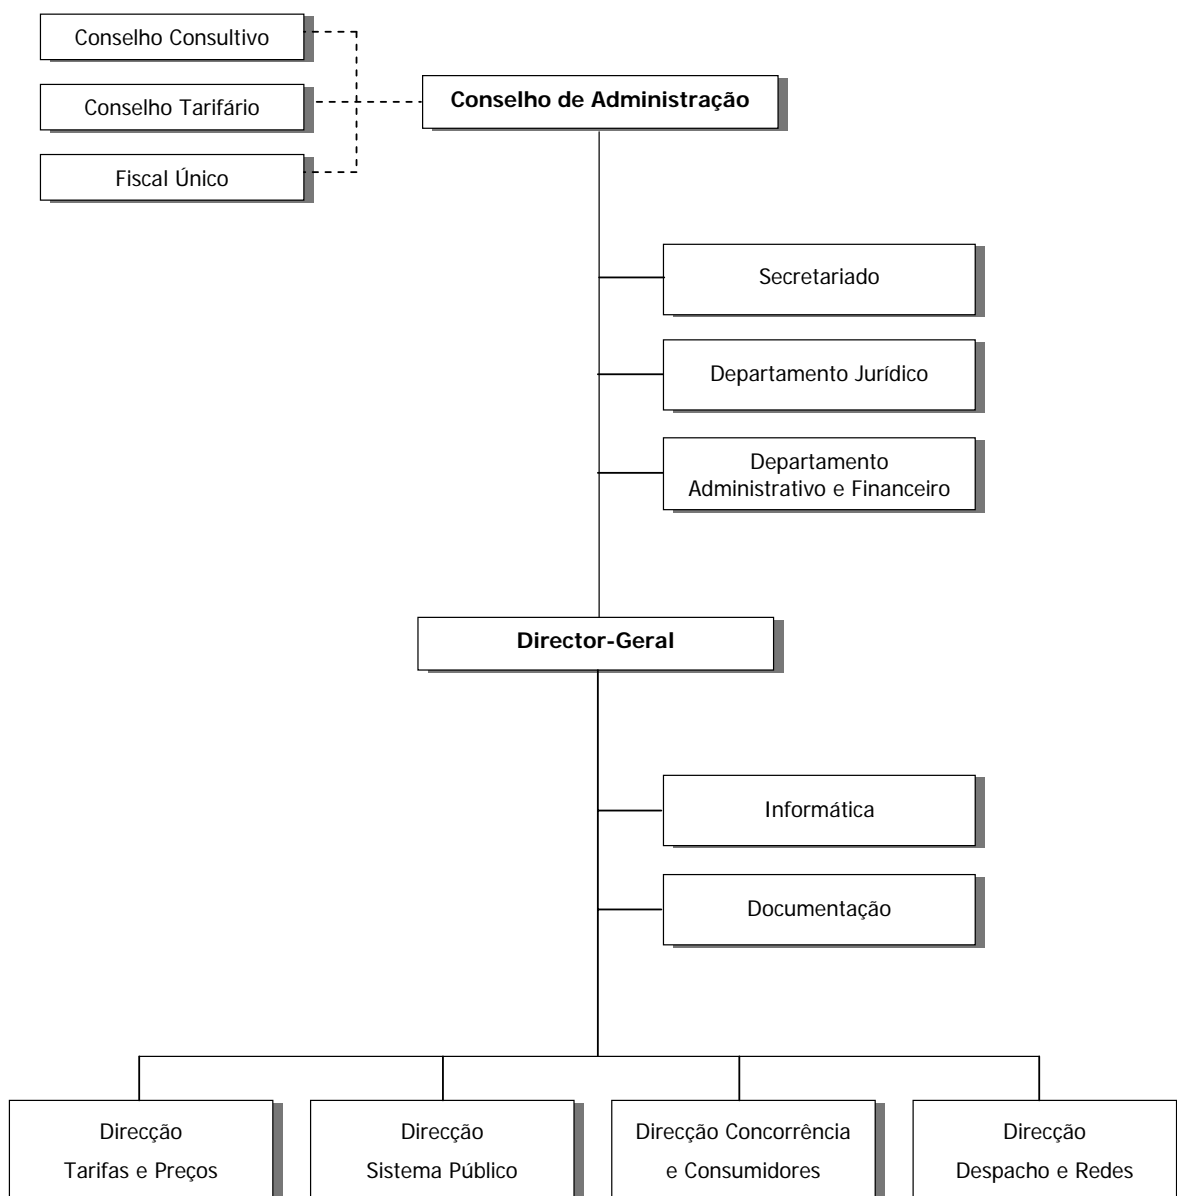 Conselho Consultivo
Conselho de Administração
Conselho Tarifário
Fiscal Único
Secretariado
Departamento Jurídico
Departamento
Administrativo e Financeiro
Director-Geral
Informática
Documentação
Direcção
Tarifas e Preços
Direcção
Sistema Público
Direcção Concorrência
e Consumidores
Direcção
Despacho e Redes